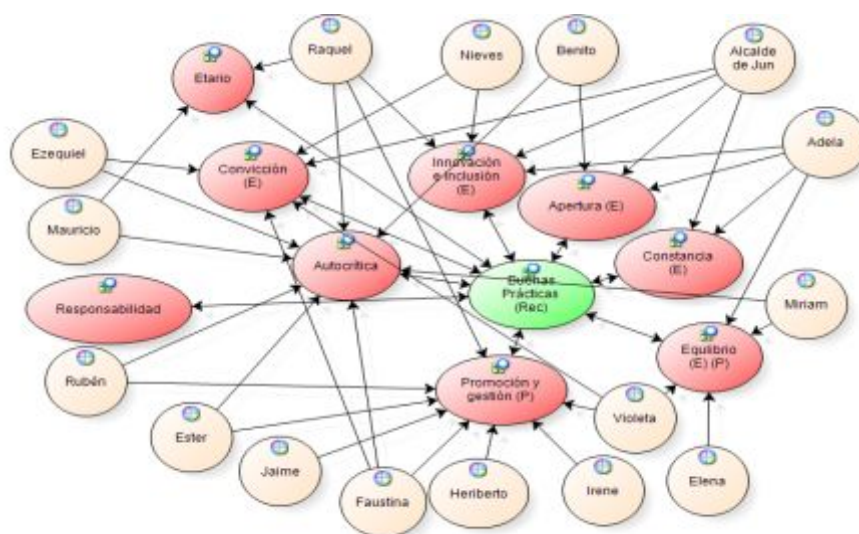 Raquel
Nieves
Benito
Alcalde
de Jun
Etario
Adela
Ezequiel
Convicción
(E)
Innovación
e Inclusión
(E)
Apertura (E)
Mauricio
Autocrítica
Constancia
(E)
Buenas
Prácticas
(Rec)
Responsabilidad
Miriam
Equlibrio
(E) (P)
Rubén
Promoción y
gestión (P)
Violeta
Ester
Jaime
Faustina
Heriberto
Irene
Elena